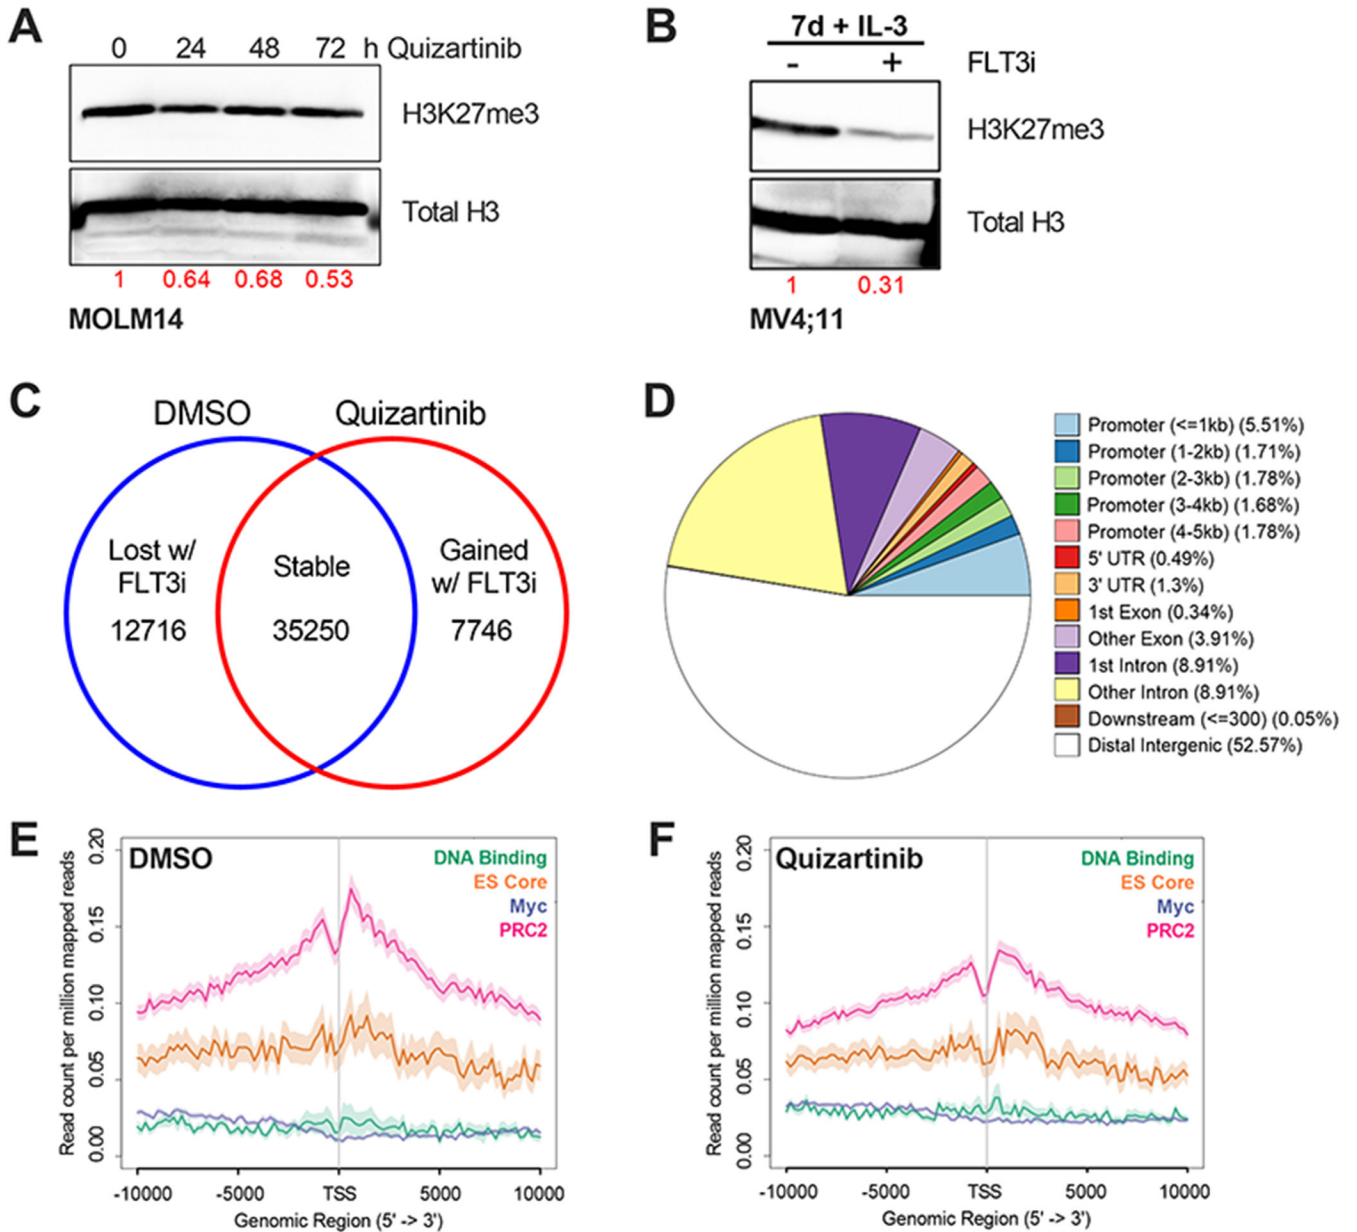 A
0 24 48 72 h Quizartinib
H3K27me3
Total H3
1 0.64 0.68 0.53
MOLM14
B
7d + IL-3
- + FLT3i
H3K27me3
Total H3
1 0.31
MV4;11
C
DMSO Quizartinib
Lost w/
FLT3i
12716
Stable
35250
Gained
w/ FLT3i
7746
D
Promoter (<=1kb) (5.51%)
Promoter (1-2kb) (1.71%)
Promoter (2-3kb) (1.78%)
Promoter (3-4kb) (1.68%)
Promoter (4-5kb) (1.78%)
5' UTR (0.49%)
3' UTR (1.3%)
1st Exon (0.34%)
Other Exon (3.91%)
1st Intron (8.91%)
Other Intron (8.91%)
Downstream (<=300) (0.05%)
Distal Intergenic (52.57%)
E
DMSO
DNA Binding
ES Core
Myc
PRC2
Read count per million mapped reads
0.20
0.15
0.10
0.05
0.00
-10000 -5000 TSS 5000 10000
Genomic Region (5' -> 3')
F
Quizartinib
DNA Binding
ES Core
Myc
PRC2
Read count per million mapped reads
0.20
0.15
0.10
0.05
0.00
-10000 -5000 TSS 5000 10000
Genomic Region (5' -> 3')